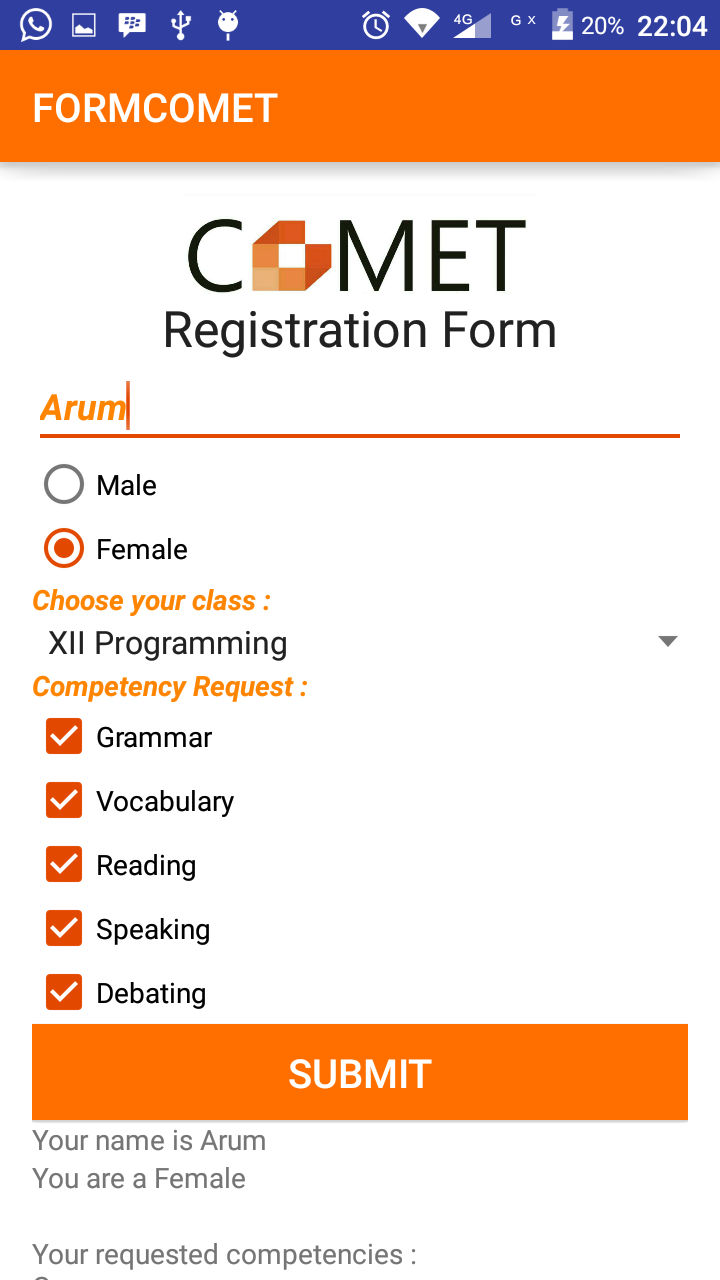 4G G X 20% 22:04
FORMCOMET
COMET
Registration Form
Arum
Male
Female
Choose your class :
XII Programming
Competency Request :
Grammar
Vocabulary
Reading
Speaking
Debating
SUBMIT
Your name is Arum
You are a Female
Your requested competencies :